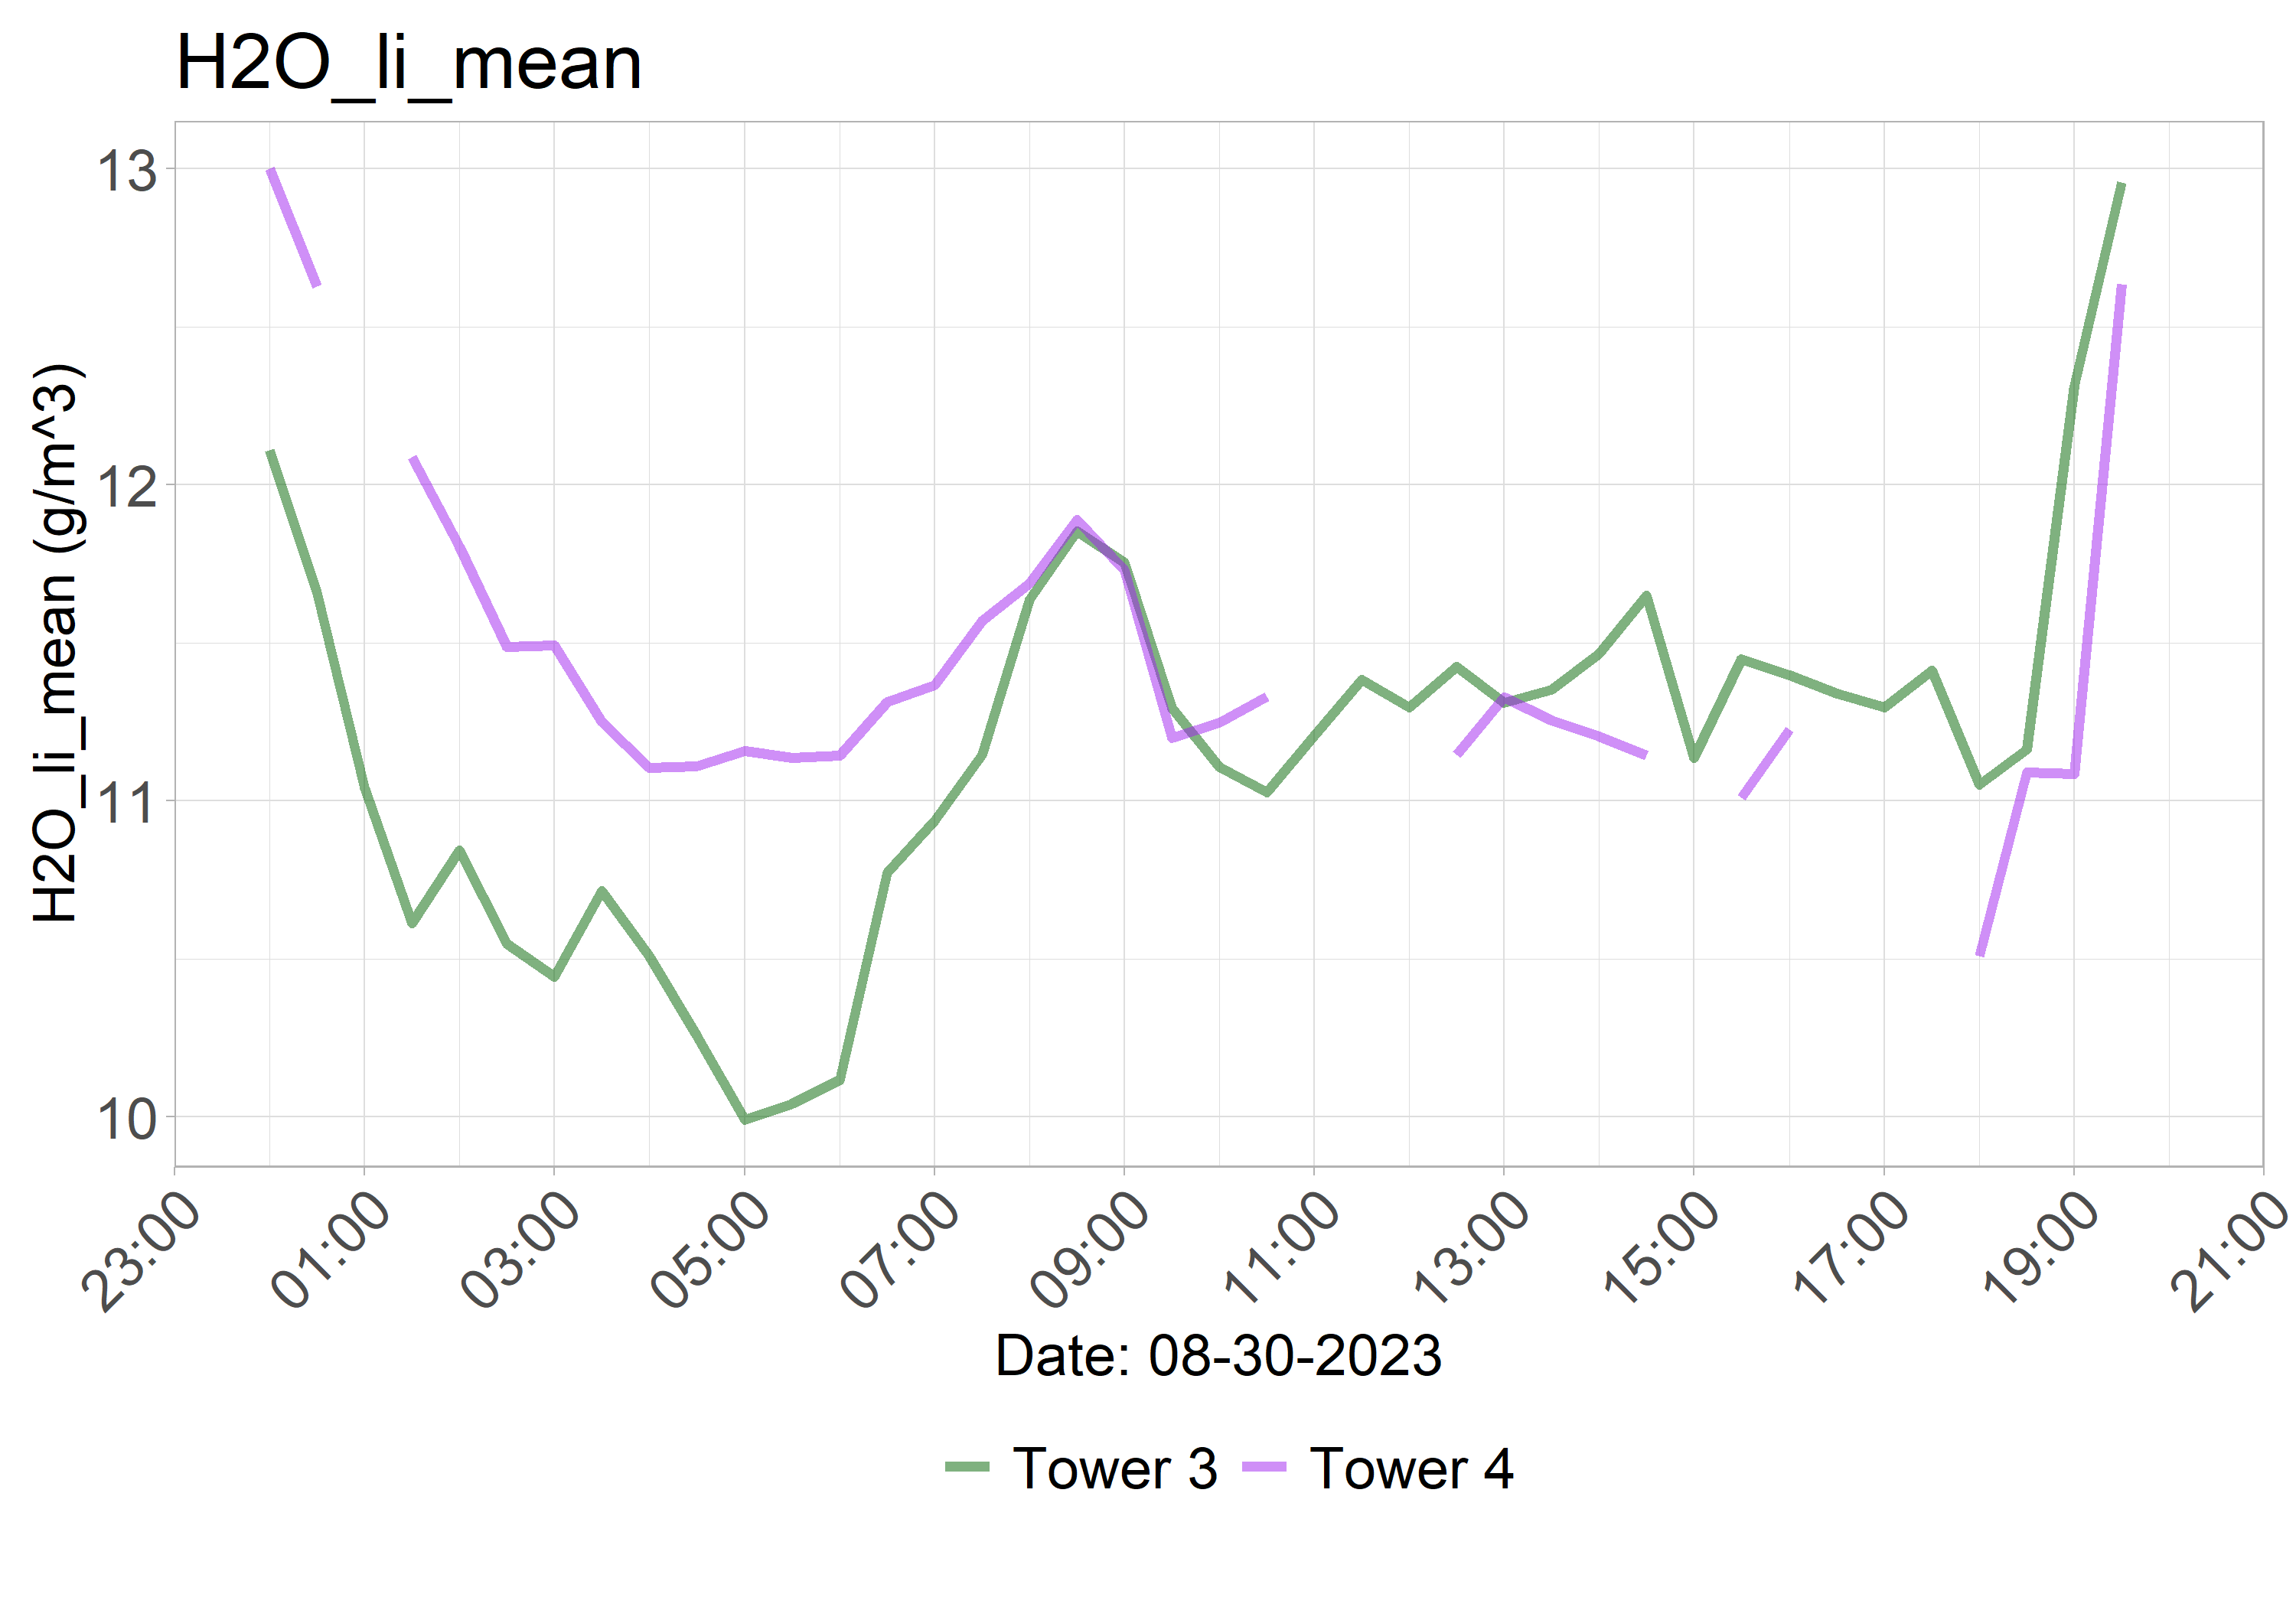 H2O_li_mean
H2O_li_mean (g/m^3)
13
12
11
10
23:00 01:00 03:00 05:00 07:00 09:00 11:00 13:00 15:00 17:00 19:00 21:00
Date: 08-30-2023
Tower 3 Tower 4